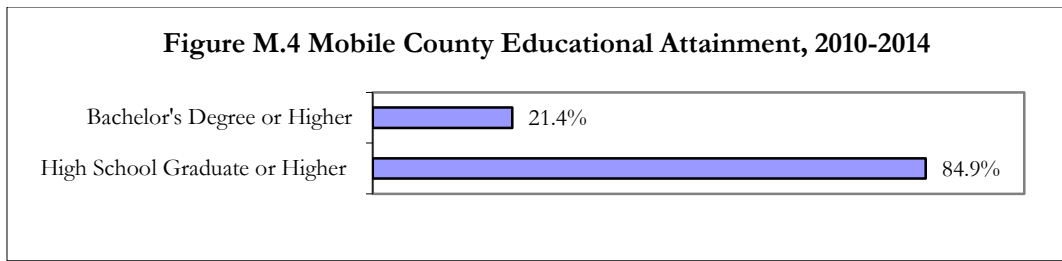 Figure M.4 Mobile County Educational Attainment, 2010-2014
Bachelor's Degree or Higher 21.4%
High School Graduate or Higher 84.9%